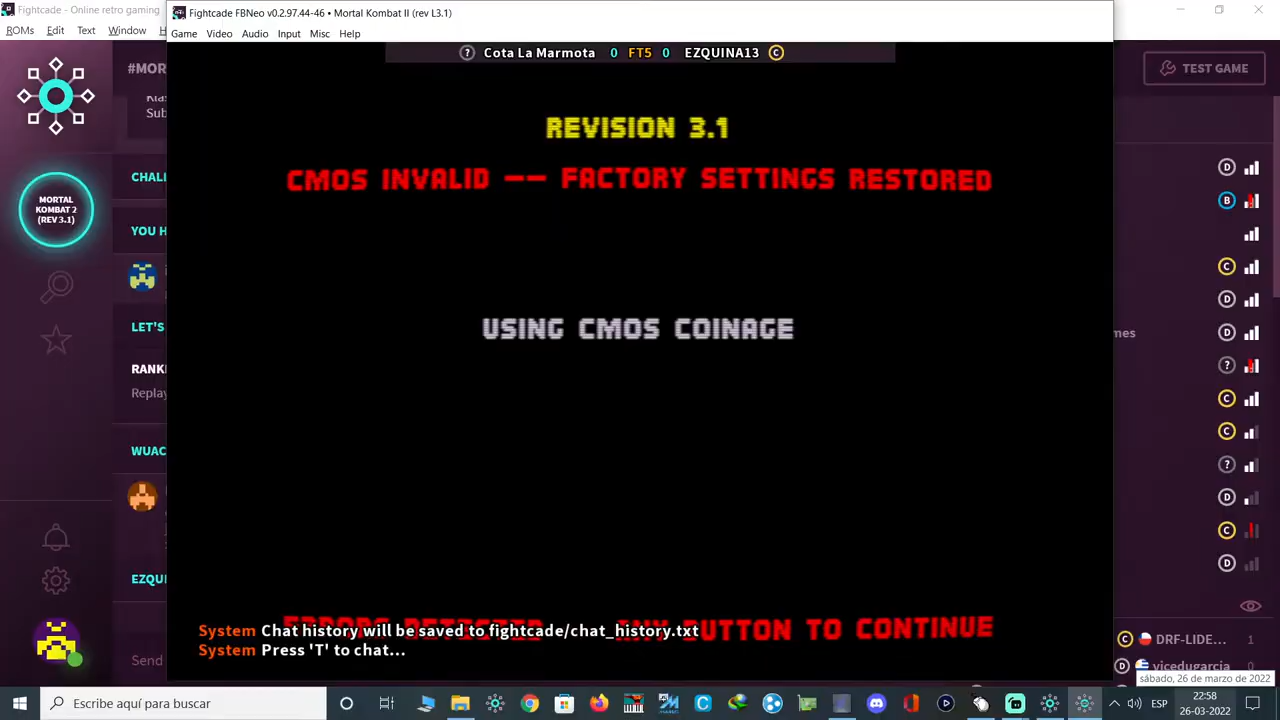 Fightcade - Online retro gaming
Fightcade FBNeo v0.2.97.44-46 • Mortal Kombat II (rev L3.1)
ROMs Edit Text Window
Game Video Audio Input Misc Help
? Cota La Marmota 0 FT5 0 EZQUINA13 C
#MOR
TEST GAME
Sub
REVISION 3.1
CMOS INVALID -- FACTORY SETTINGS RESTORED
CHALL
D
MORTAL
KOMBAT 2
(REV 3.1)
B
YOU H
C
D
USING CMOS COINAGE
LET'S
D
mes
RANK
?
Replay
C
C
WUAC
?
D
C
D
EZQUI
BUTTON TO CONTINUE
System Chat history will be saved to fightcade/chat_history.txt
System Press 'T' to chat...
C DRF-LIDE... 1
Send
D vicedugarcia
sábado, 26 de marzo de 2022
Escribe aquí para buscar
ESP
22:58
26-03-2022